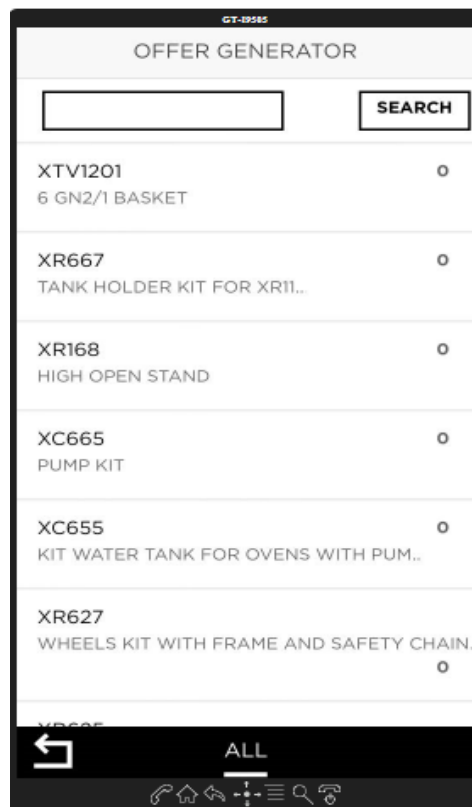 GT-I9505
OFFER GENERATOR
SEARCH
XTV1201 0
6 GN2/1 BASKET
XR667 0
TANK HOLDER KIT FOR XR11..
XR168 0
HIGH OPEN STAND
XC665 0
PUMP KIT
XC655 0
KIT WATER TANK FOR OVENS WITH PUM..
XR627
WHEELS KIT WITH FRAME AND SAFETY CHAIN.
0
ALL